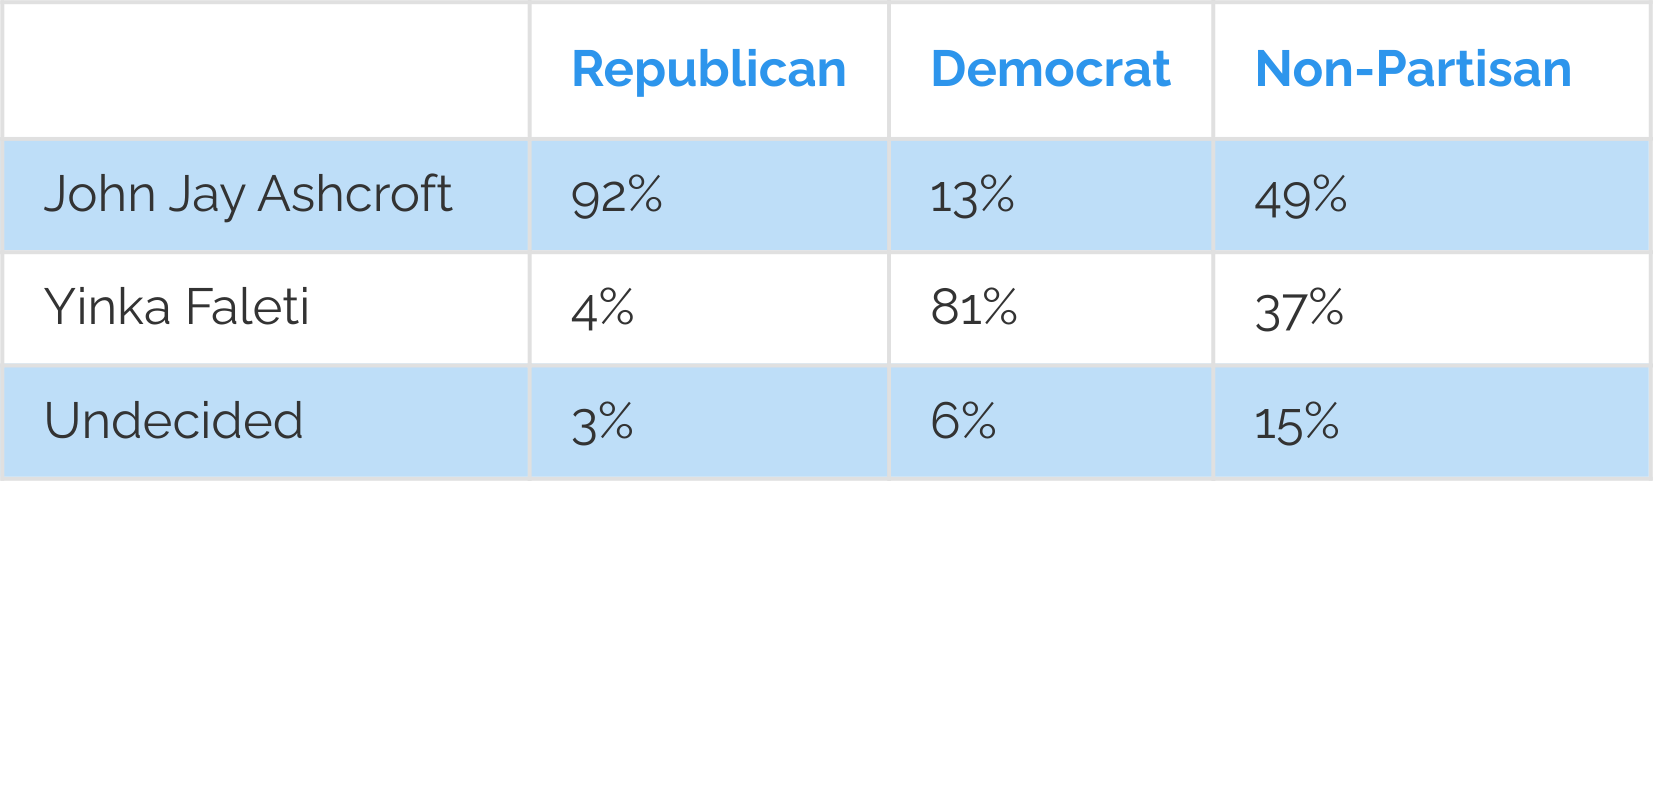 Republican Democrat Non-Partisan
John Jay Ashcroft 92% 13% 49%
Yinka Faleti 4% 81% 37%
Undecided 3% 6% 15%